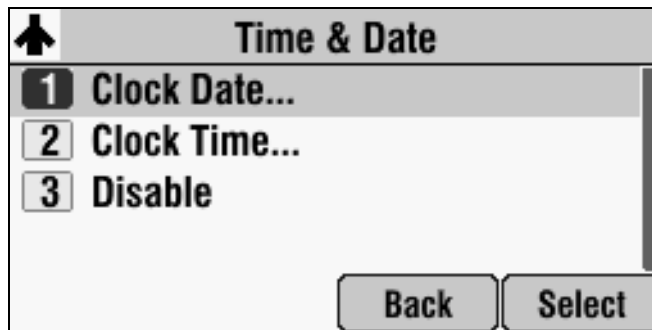 Time & Date
1 Clock Date...
2 Clock Time...
3 Disable
Back Select